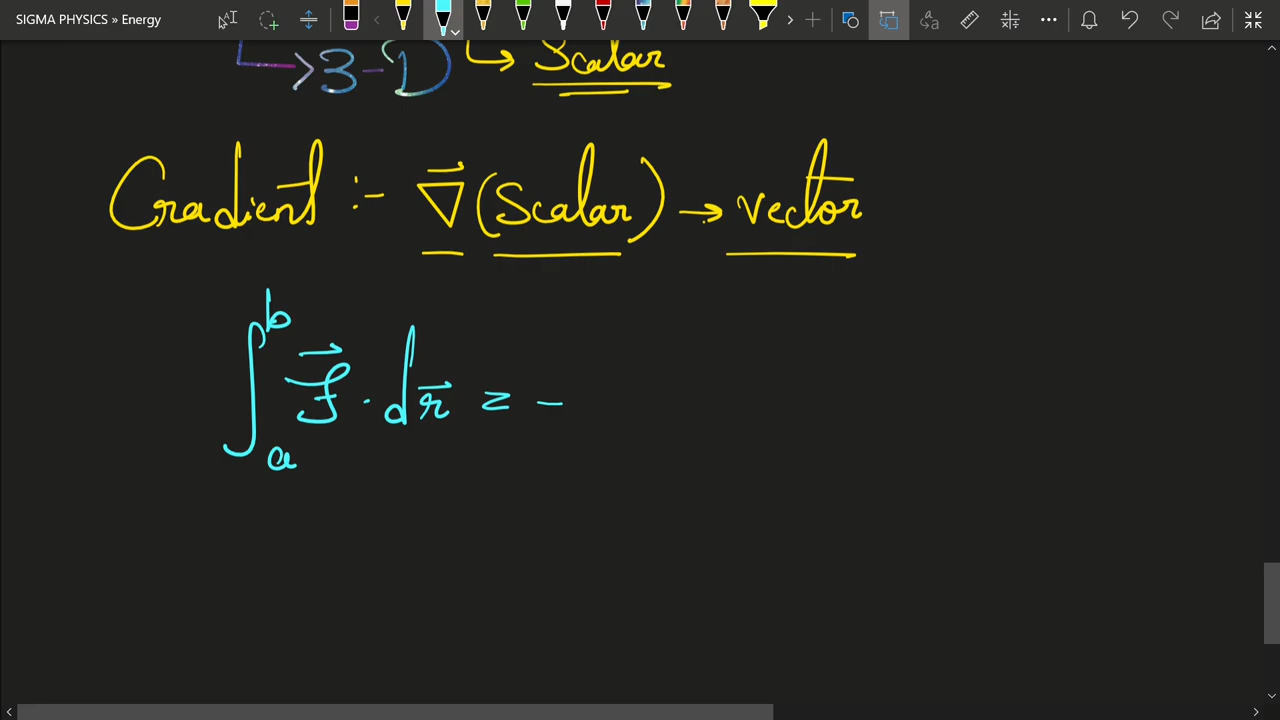 SIGMA PHYSICS » Energy
→3-D →Scalar
Gradient :- ∇⃗ (Scalar) → vector
∫ₐᵇ F⃗ · dr⃗ = -